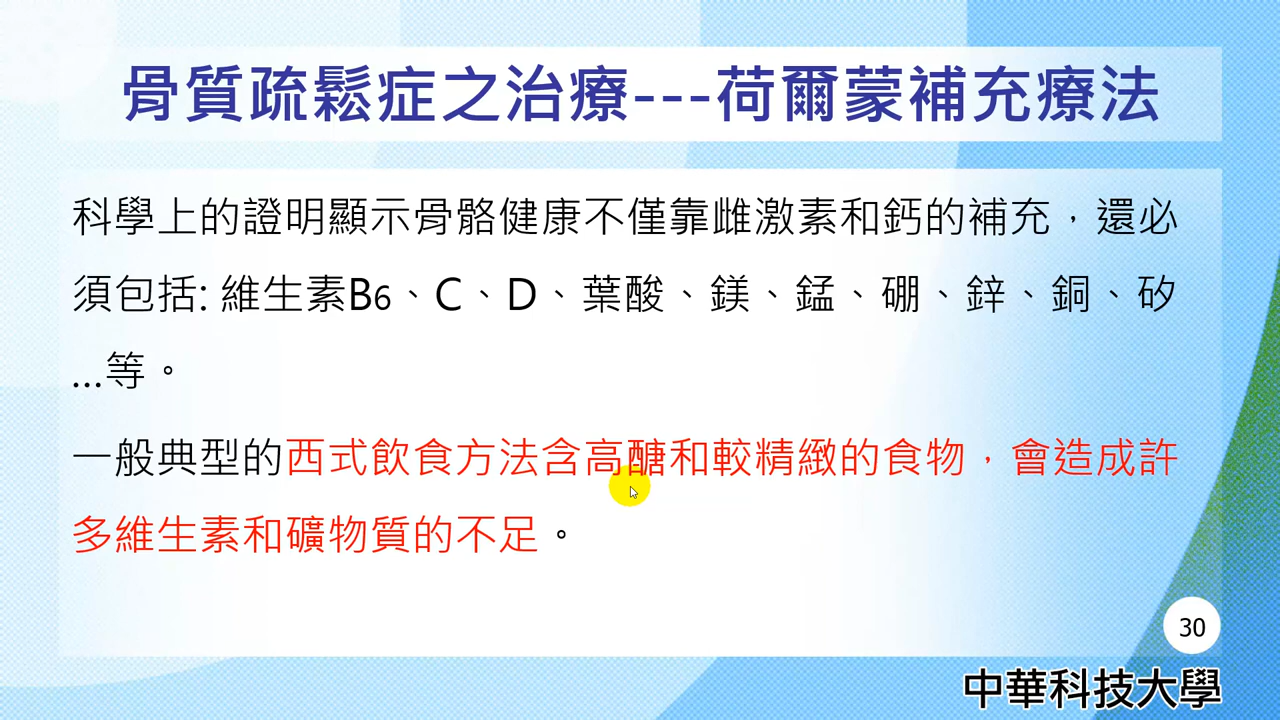 骨質疏鬆症之治療---荷爾蒙補充療法
科學上的證明顯示骨骼健康不僅靠雌激素和鈣的補充，還必
須包括: 維生素B6、C、D、葉酸、鎂、錳、硼、鋅、銅、矽
...等。
一般典型的西式飲食方法含高醣和較精緻的食物，會造成許
多維生素和礦物質的不足。
30
中華科技大學